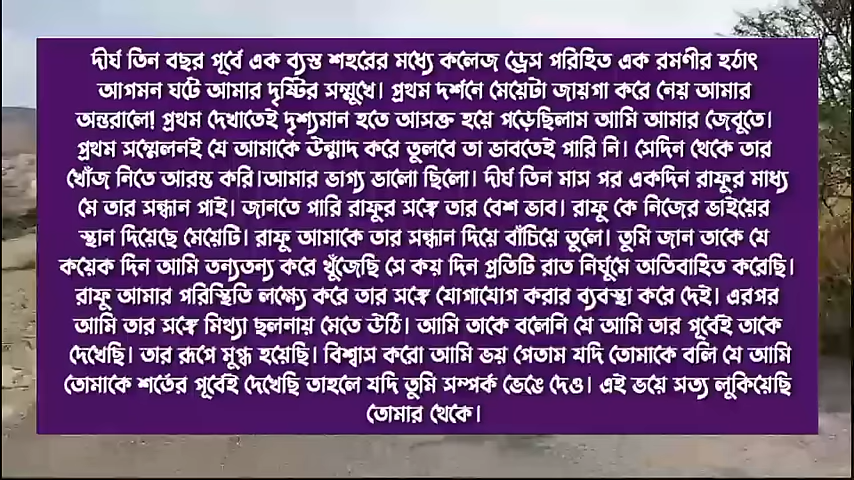 দীর্ঘ তিন বছর পূর্বে এক ব্যস্ত শহরের মধ্যে কলেজ ড্রেস পরিহিত এক রমণীর হঠাৎ
আগমন ঘটে আমার দৃষ্টির সম্মুখে। প্রথম দর্শনে মেয়েটা জায়গা করে নেয় আমার
অন্তরালে! প্রথম দেখাতেই দৃশ্যমান হতে আসক্ত হয়ে পড়েছিলাম আমি আমার জেবুতে।
প্রথম সম্মেলনই যে আমাকে উন্মাদ করে তুলবে তা ভাবতেই পারি নি। সেদিন থেকে তার
খোঁজ নিতে আরম্ভ করি।আমার ভাগ্য ভালো ছিলো। দীর্ঘ তিন মাস পর একদিন রাফুর মাধ্য
মে তার সন্ধান পাই। জানতে পারি রাফুর সঙ্গে তার বেশ ভাব। রাফু কে নিজের ভাইয়ের
স্থান দিয়েছে মেয়েটি। রাফু আমাকে তার সন্ধান দিয়ে বাঁচিয়ে তুলে। তুমি জান তাকে যে
কয়েক দিন আমি তন্যতন্য করে খুঁজেছি সে কয় দিন প্রতিটি রাত নির্ঘুমে অতিবাহিত করেছি।
রাফু আমার পরিস্থিতি লক্ষ্যে করে তার সঙ্গে যোগাযোগ করার ব্যবস্থা করে দেই। এরপর
আমি তার সঙ্গে মিথ্যা ছলনায় মেতে উঠি। আমি তাকে বলেনি যে আমি তার পূর্বেই তাকে
দেখেছি। তার রূপে মুগ্ধ হয়েছি। বিশ্বাস করো আমি ভয় পেতাম যদি তোমাকে বলি যে আমি
তোমাকে শর্তের পূর্বেই দেখেছি তাহলে যদি তুমি সম্পর্ক ভেঙে দেও। এই ভয়ে সত্য লুকিয়েছি
তোমার থেকে।